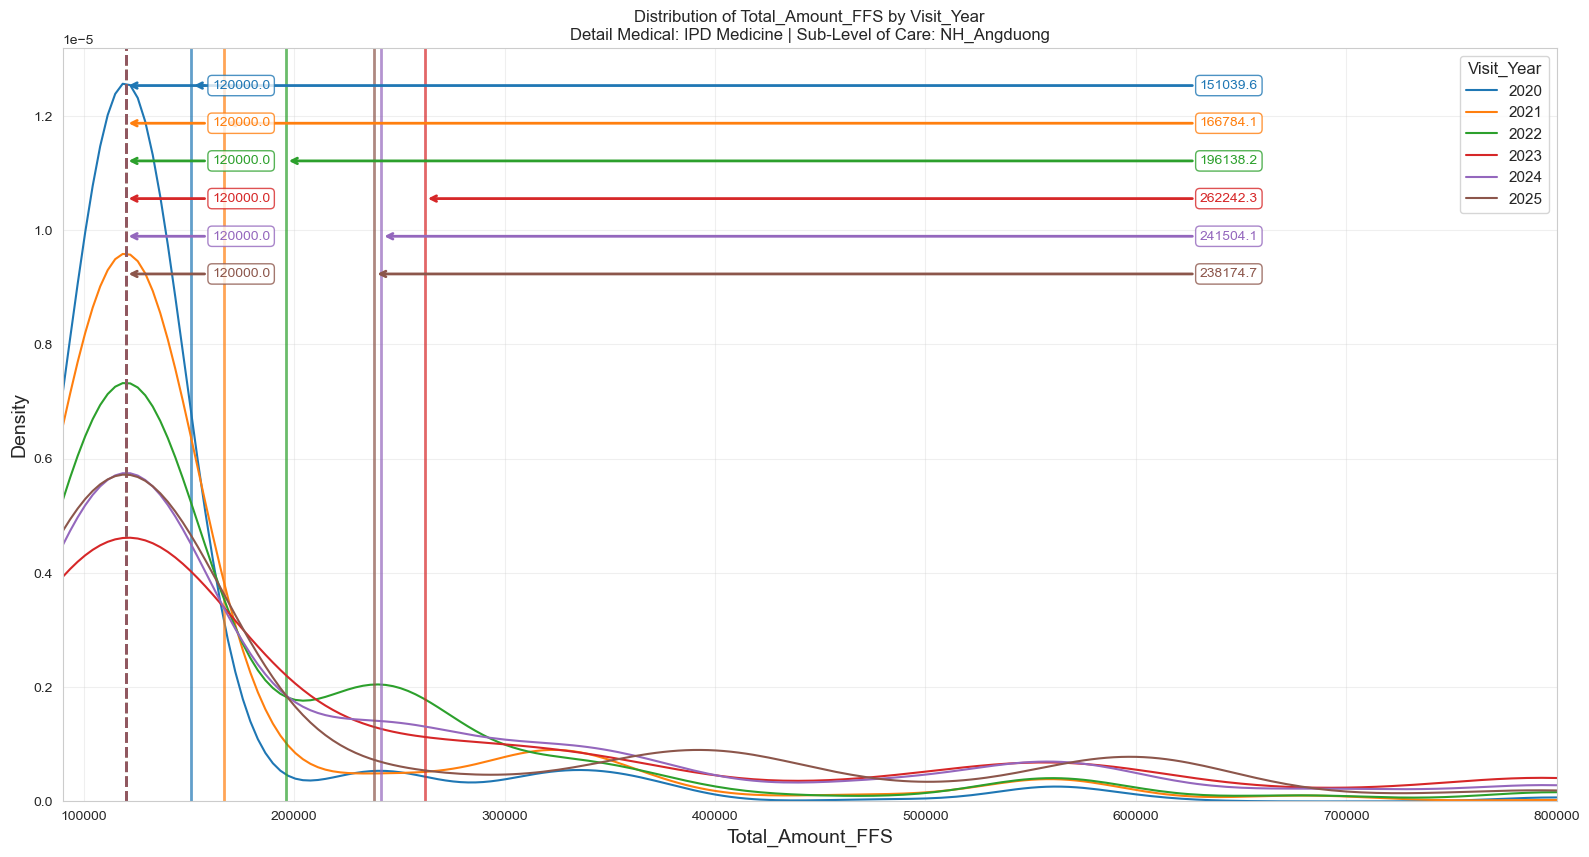 Distribution of Total_Amount_FFS by Visit_Year
Detail Medical: IPD Medicine | Sub-Level of Care: NH_Angduong
1e−5
Visit_Year
2020
2021
2022
2023
2024
2025
120000.0 151039.6
120000.0 166784.1
120000.0 196138.2
120000.0 262242.3
120000.0 241504.1
120000.0 238174.7
1.2
1.0
0.8
0.6
0.4
0.2
0.0
Density
100000 200000 300000 400000 500000 600000 700000 800000
Total_Amount_FFS